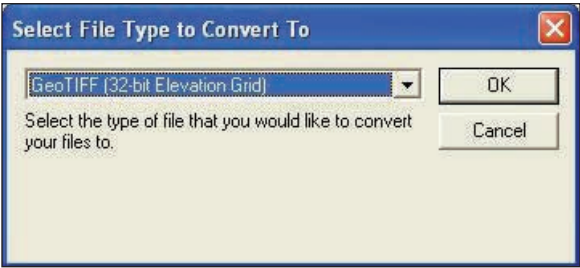 Select File Type to Convert To
GeoTIFF (32-bit Elevation Grid)
OK
Select the type of file that you would like to convert
your files to.
Cancel